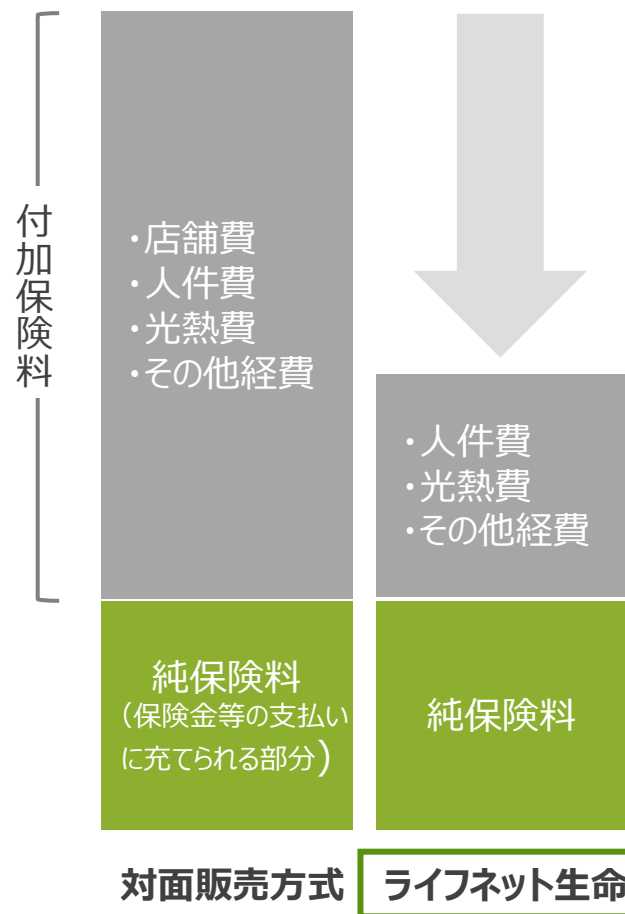 付加保険料
・店舗費
・人件費
・光熱費
・その他経費
・人件費
・光熱費
・その他経費
純保険料
（保険金等の支払い
に充てられる部分）
純保険料
対面販売方式
ライフネット生命